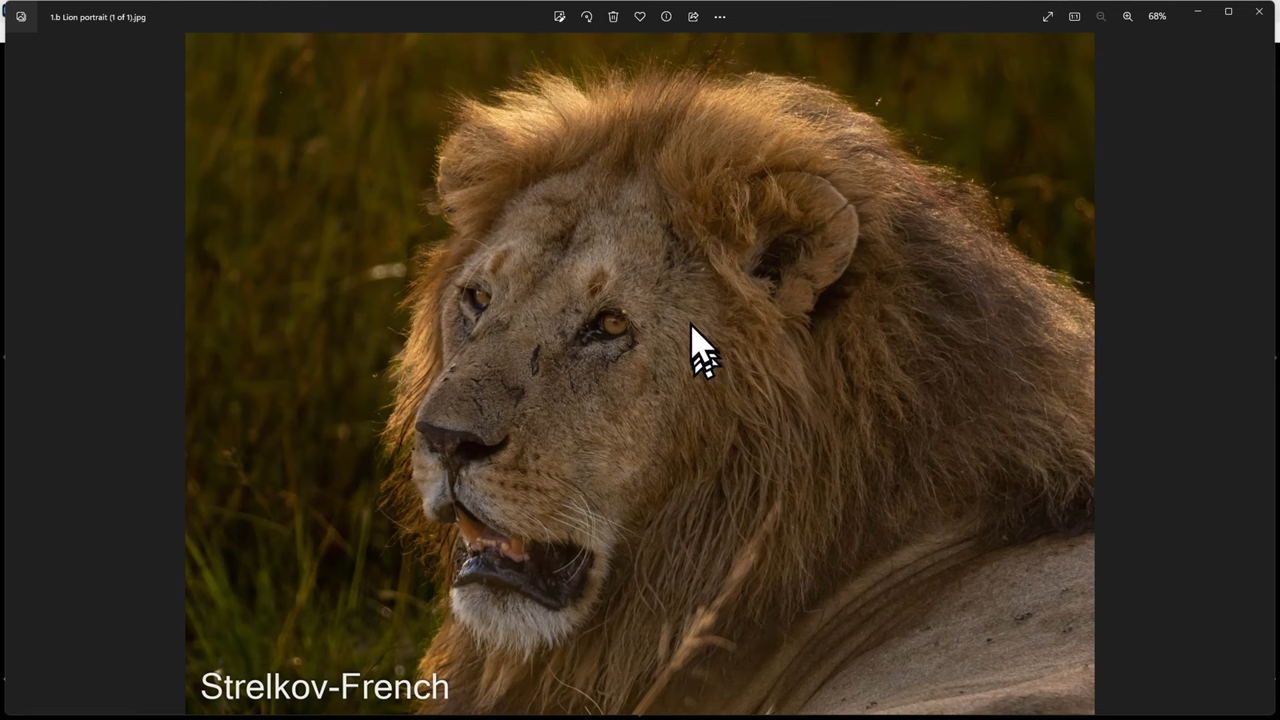 1.b Lion portrait (1 of 1).jpg
68%
Strelkov-French